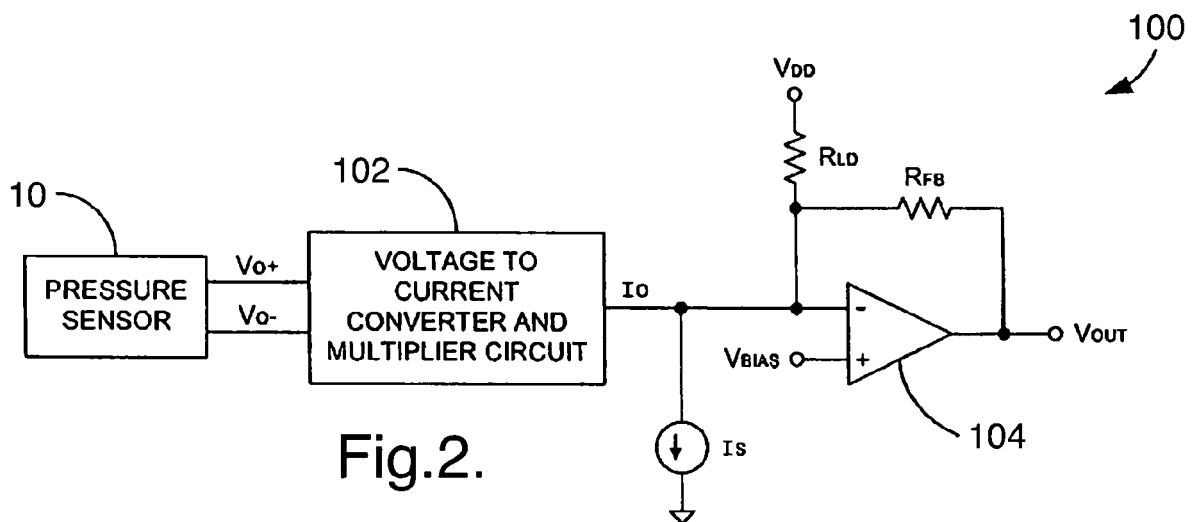 100
VDD
RLD
RFB
10
102
PRESSURE
SENSOR
VO+
VO-
VOLTAGE TO
CURRENT
CONVERTER AND
MULTIPLIER CIRCUIT
IO
-
VBIAS
+
VOUT
104
IS
Fig.2.